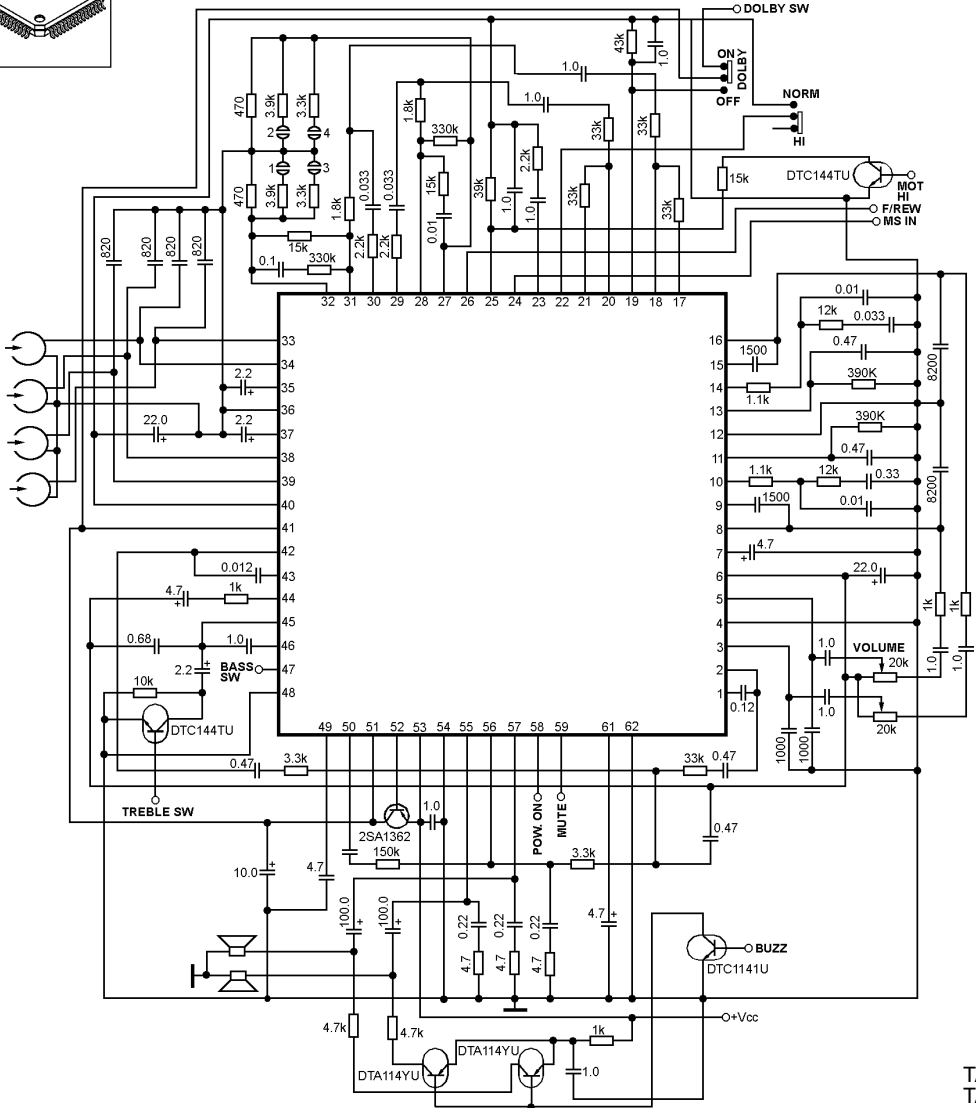 DOLBY SW
43k
1.0
ON
DOLBY
OFF
NORM
HI
1.0
1.0
470
3.9k
3.3k
2
4
1
3
470
3.9k
3.3k
1.8k
330k
15k
0.01
39k
2.2k
1.0
1.0
33k
33k
33k
33k
15k
DTC144TU
MOT
HI
F/REW
MS IN
820
820
820
820
1.8k
0.033
0.033
2.2k
2.2k
15k
0.1
330k
32
31
30
29
28
27
26
25
24
23
22
21
20
19
18
17
33
34
35
36
37
38
39
40
41
42
43
44
45
46
47
48
2.2
22.0
2.2
0.012
4.7
1k
0.68
1.0
2.2
BASS
SW
10k
DTC144TU
TREBLE SW
16
15
14
13
12
11
10
9
8
7
6
5
4
3
2
1
0.01
12k
0.033
1500
0.47
390K
1.1k
8200
390K
0.47
1.1k
12k
0.33
1500
0.01
8200
4.7
22.0
1k
1k
1.0
VOLUME
20k
1.0
1.0
1.0
20k
0.12
1000
1000
49
50
51
52
53
54
55
56
57
58
59
61
62
0.47
3.3k
33k
0.47
2SA1362
1.0
POW. ON
MUTE
0.47
150k
3.3k
10.0
4.7
100.0
100.0
0.22
0.22
0.22
4.7
4.7
4.7
4.7
BUZZ
DTC1141U
+Vcc
4.7k
4.7k
DTA114YU
DTA114YU
1k
1.0